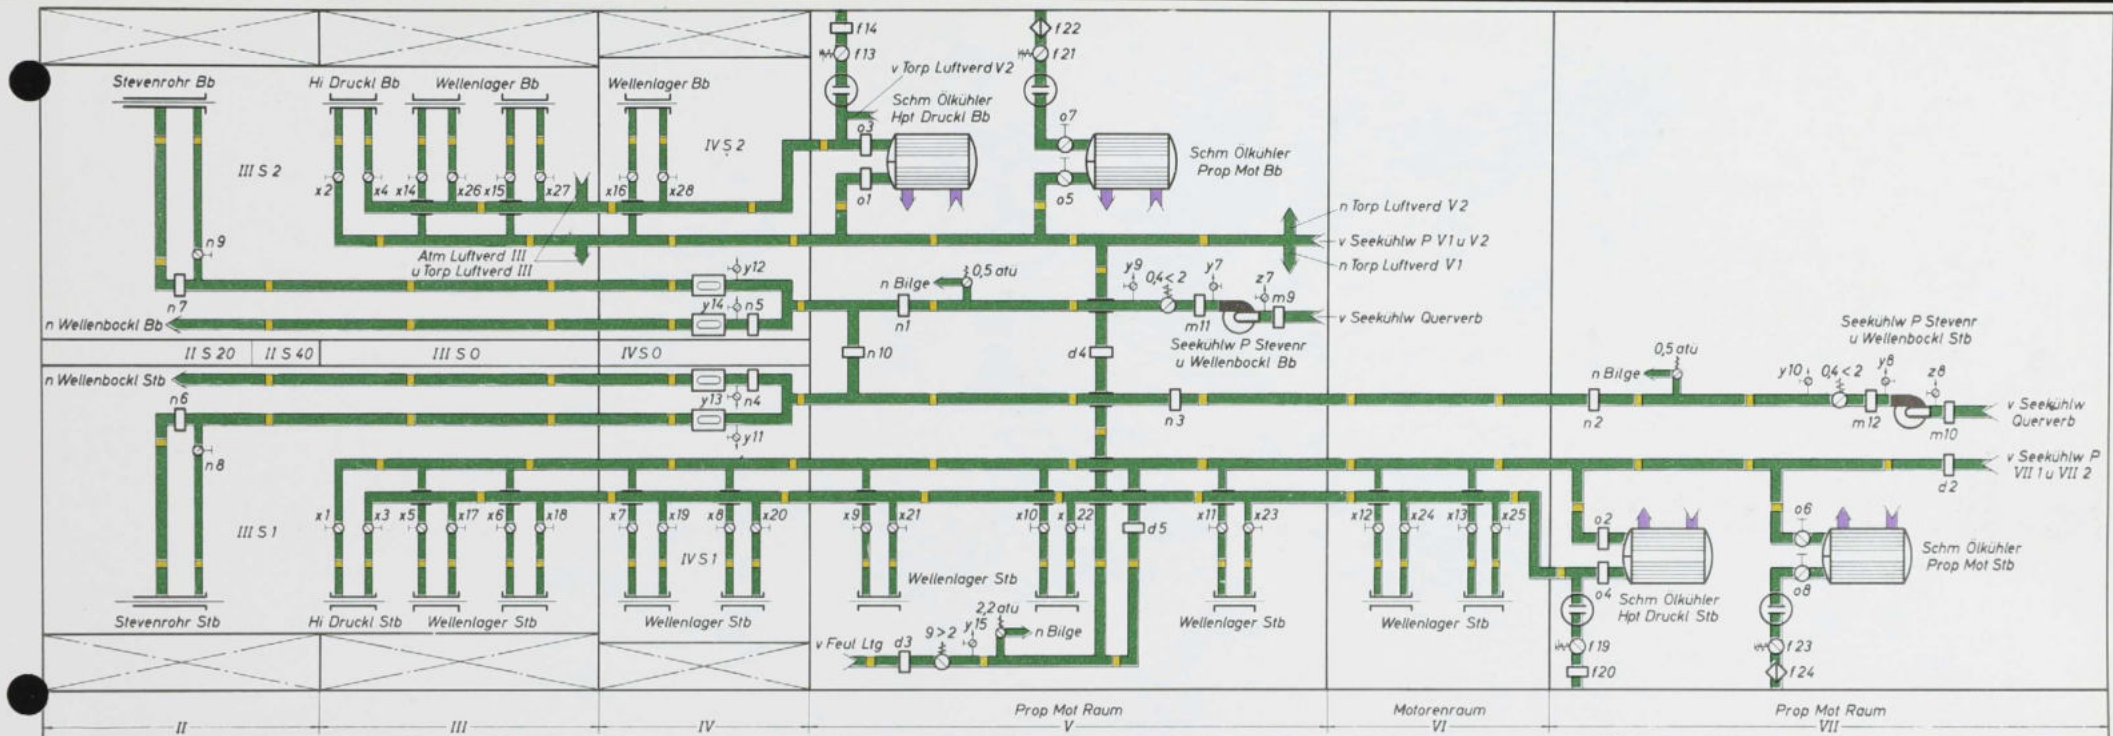 f14
f22
f13
f21
Stevenrohr Bb
Hi Druckl Bb
Wellenlager Bb
Wellenlager Bb
v Torp Luftverd V2
Schm Ölkühler
Hpt Druckl Bb
o3
o7
IV S 2
Schm Ölkühler
Prop Mot Bb
III S 2
x2
x4
x14
x26
x15
x27
x16
x28
o1
o5
n Torp Luftverd V2
n9
Atm Luftverd III
u Torp Luftverd III
v Seekühlw P V1 u V2
n Torp Luftverd V1
y12
n Bilge
0,5 atü
y9
0,4 < 2
y7
z7
m9
n7
y14
n5
n Wellenbockl Bb
n1
m11
v Seekühlw Querverb
Seekühlw P Stevenr
u Wellenbockl Bb
Seekühlw P Stevenr
u Wellenbockl Stb
II S 20
II S 40
III S O
IV S O
n10
d4
0,5 atü
n Wellenbockl Stb
n Bilge
y10
0,4 < 2
y8
z8
n6
y13
n4
v Seekühlw
Querverb
n3
n2
m12
m10
y11
n8
v Seekühlw P
VII 1 u VII 2
d2
III S 1
x1
x3
x5
x17
x6
x18
x7
x19
x8
x20
x9
x21
x10
x22
d5
x11
x23
x12
x24
x13
x25
o2
o6
IV S 1
Schm Ölkühler
Prop Mot Stb
Wellenlager Stb
o4
o8
Schm Ölkühler
Hpt Druckl Stb
Stevenrohr Stb
Hi Druckl Stb
Wellenlager Stb
Wellenlager Stb
2,2 atü
Wellenlager Stb
Wellenlager Stb
v Feul Ltg
d3
9 > 2
y15
n Bilge
f19
f23
f20
f24
Prop Mot Raum
Motorenraum
Prop Mot Raum
II
III
IV
V
VI
VII